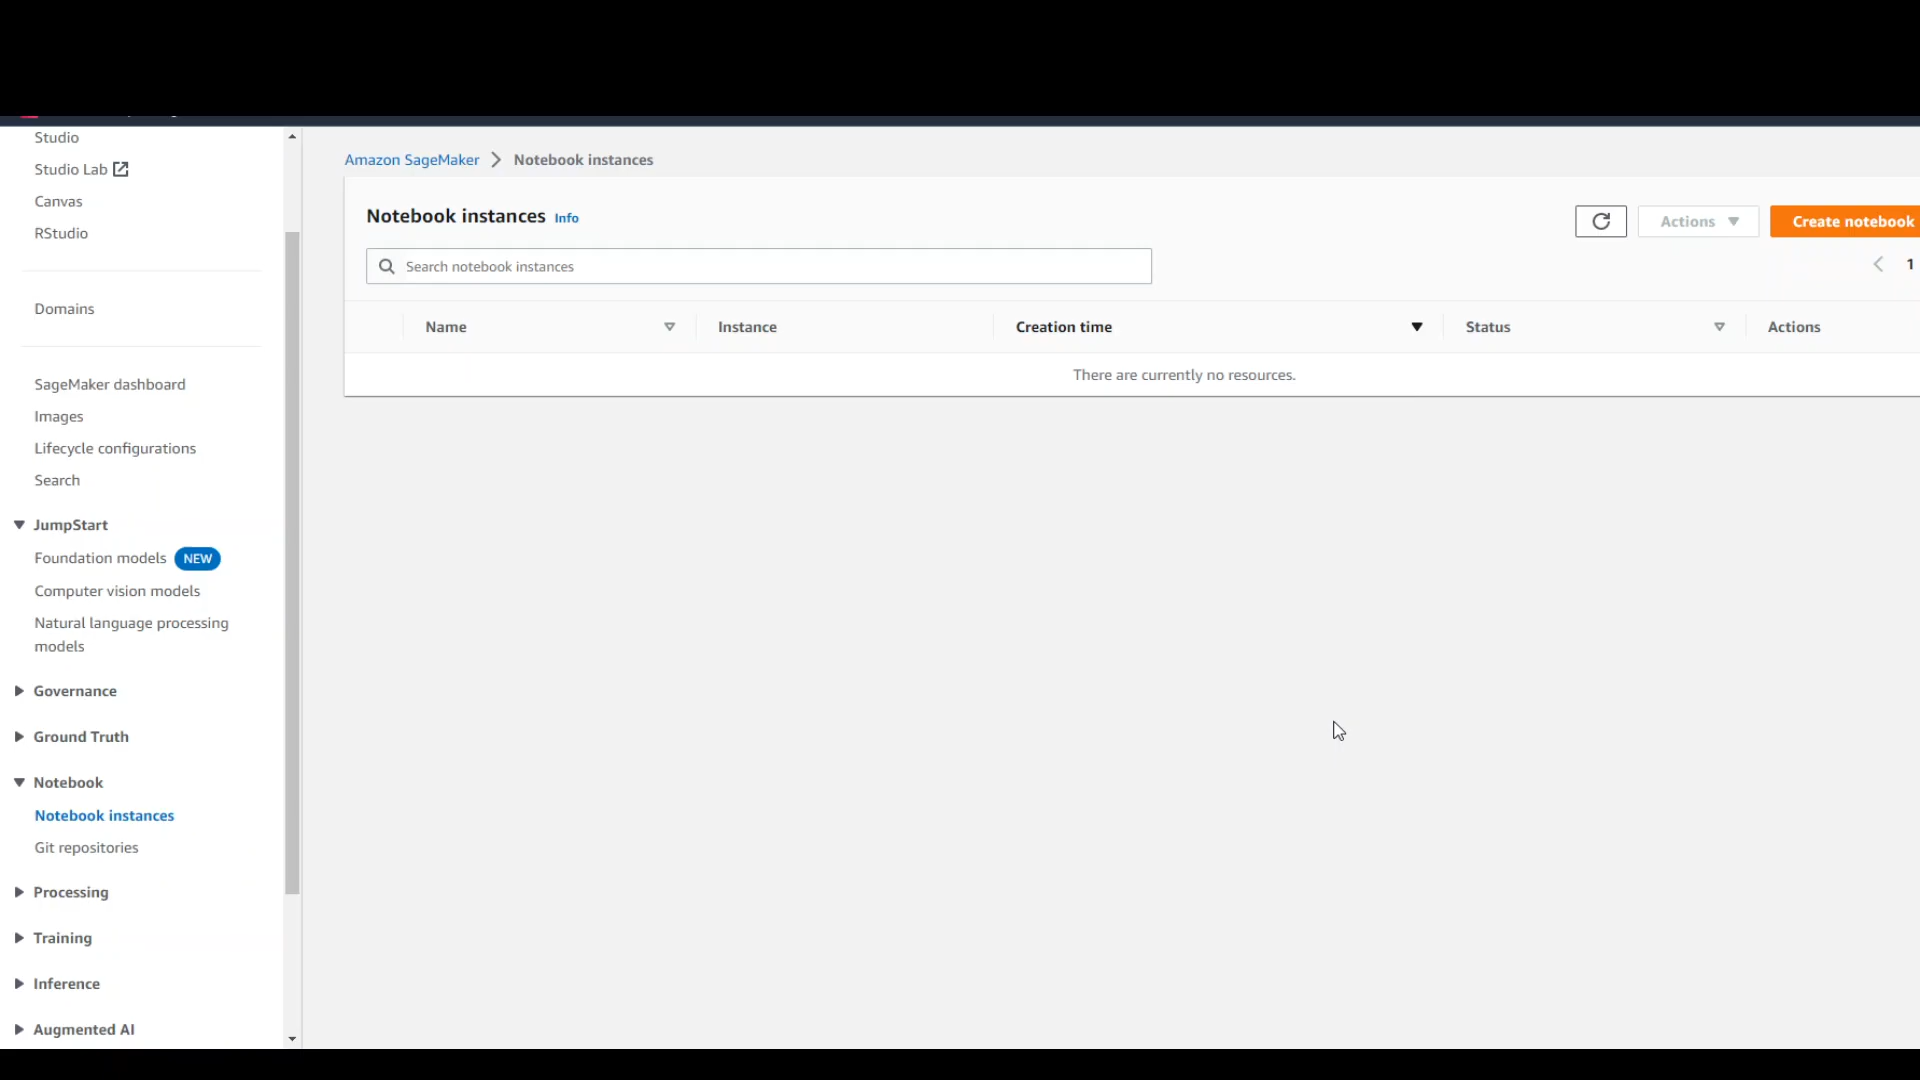 Studio
Studio Lab
Canvas
RStudio
Domains
SageMaker dashboard
Images
Lifecycle configurations
Search
JumpStart
Foundation models NEW
Computer vision models
Natural language processing
models
Governance
Ground Truth
Notebook
Notebook instances
Git repositories
Processing
Training
Inference
Augmented AI
Amazon SageMaker > Notebook instances
Notebook instances Info
Actions
Create notebook
Search notebook instances
1
Name Instance Creation time Status Actions
There are currently no resources.